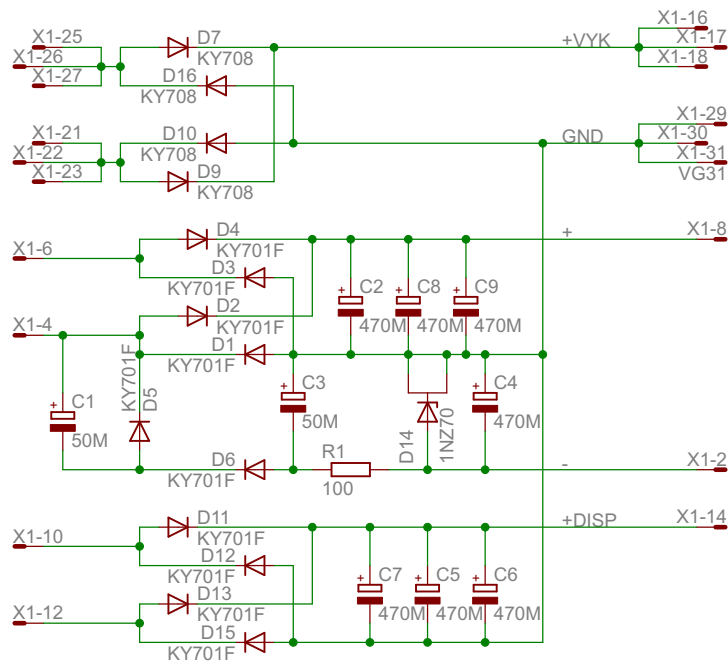 X1-25
X1-26
X1-27
D7
KY708
D16
KY708
+VYK
X1-16
X1-17
X1-18
X1-21
X1-22
X1-23
D10
KY708
D9
KY708
GND
X1-29
X1-30
X1-31
VG31
X1-6
D4
KY701F
D3
KY701F
+
X1-8
X1-4
D2
KY701F
D1
KY701F
+
C2
470M
+
C8
470M
+
C9
470M
+
C1
50M
KY701F
D5
+
C3
50M
D14
1NZ70
+
C4
470M
D6
KY701F
R1
100
-
X1-2
X1-10
D11
KY701F
D12
KY701F
+DISP
X1-14
X1-12
D13
KY701F
D15
KY701F
+
C7
470M
+
C5
470M
+
C6
470M